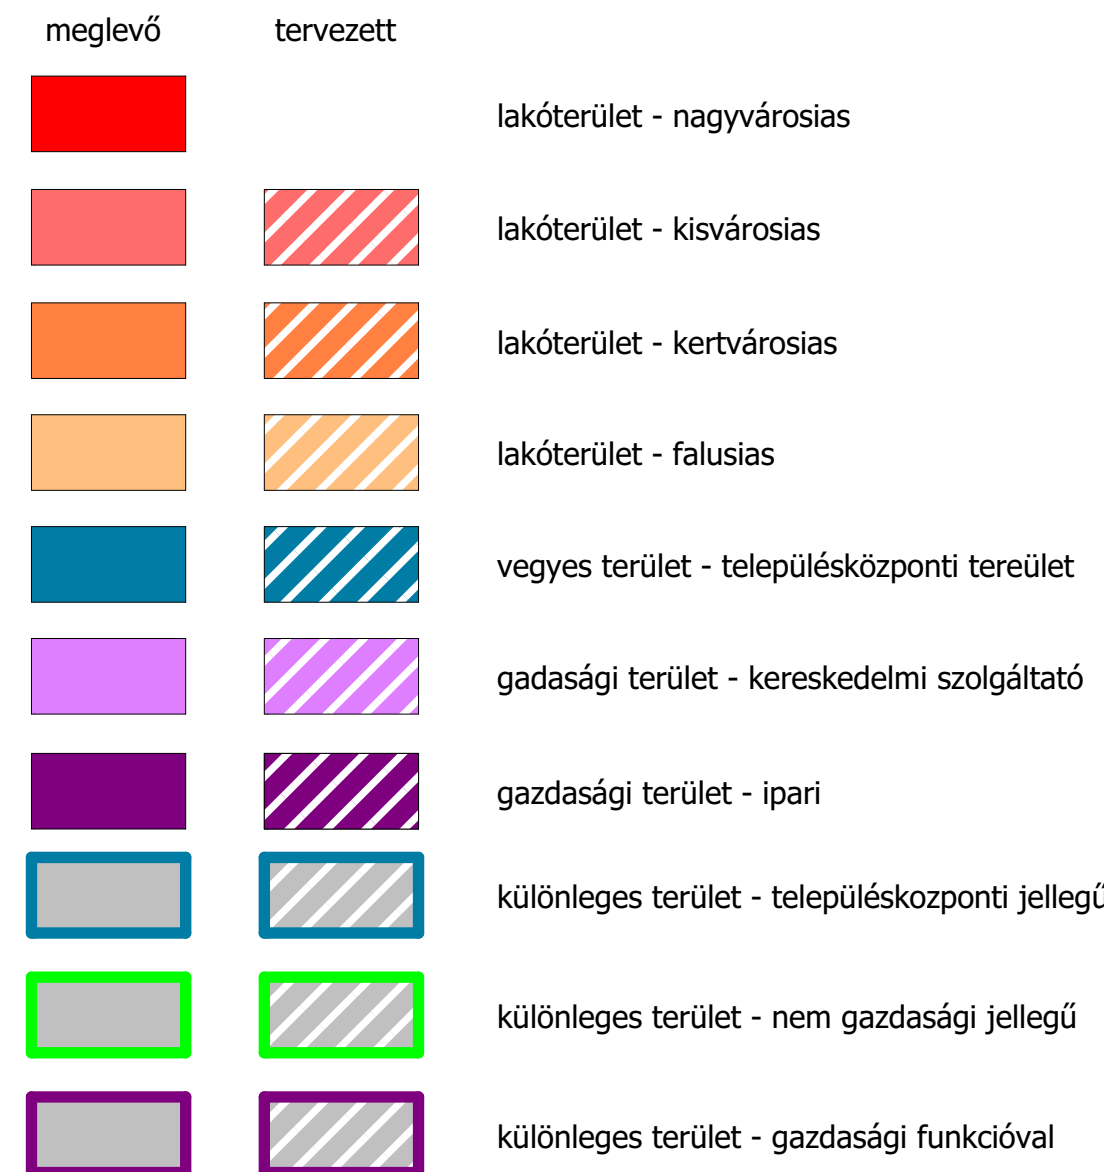 meglevő tervezett
lakóterület - nagyvárosias
lakóterület - kisvárosias
lakóterület - kertvárosias
lakóterület - falusias
vegyes terület - településközponti tereület
gadasági terület - kereskedelmi szolgáltató
gazdasági terület - ipari
különleges terület - településkozponti jellegű
különleges terület - nem gazdasági jellegű
különleges terület - gazdasági funkcióval